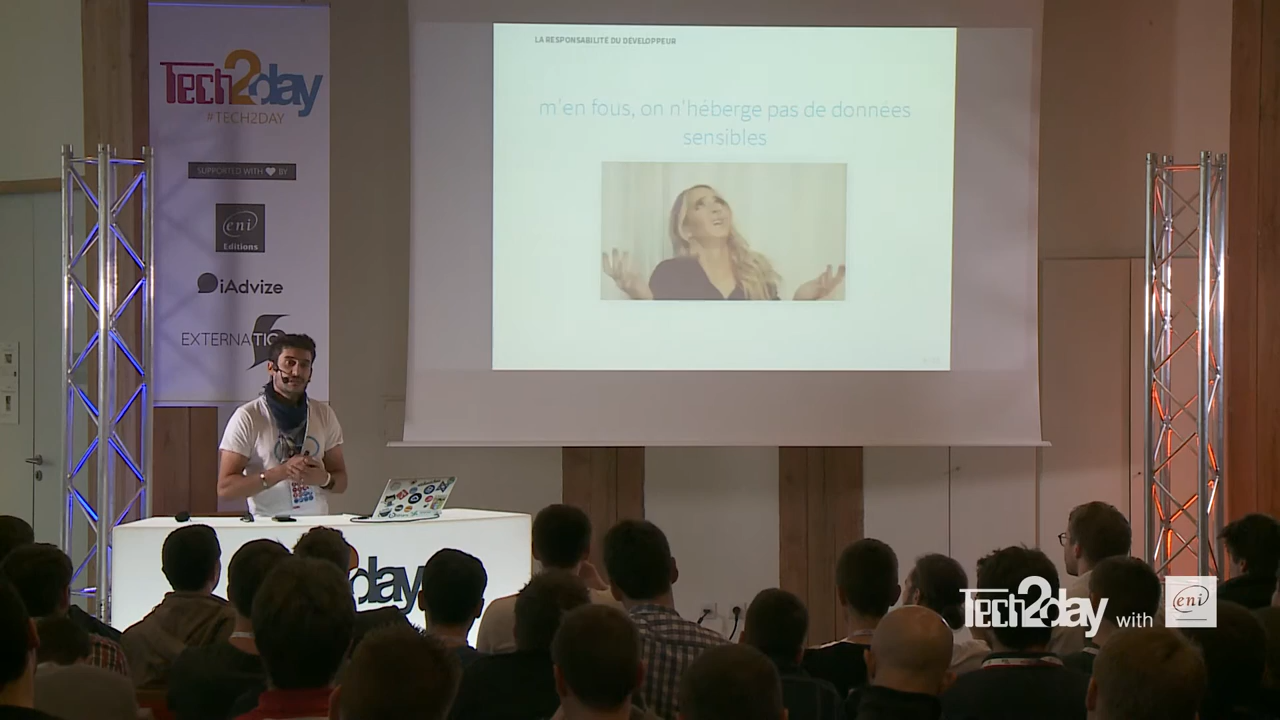 Tech2day
#TECH2DAY
SUPPORTED WITH BY
eni
Editions
iAdvize
EXTERNATIC
LA RESPONSABILITÉ DU DÉVELOPPEUR
m'en fous, on n'héberge pas de données
sensibles
day
Tech2day with eni